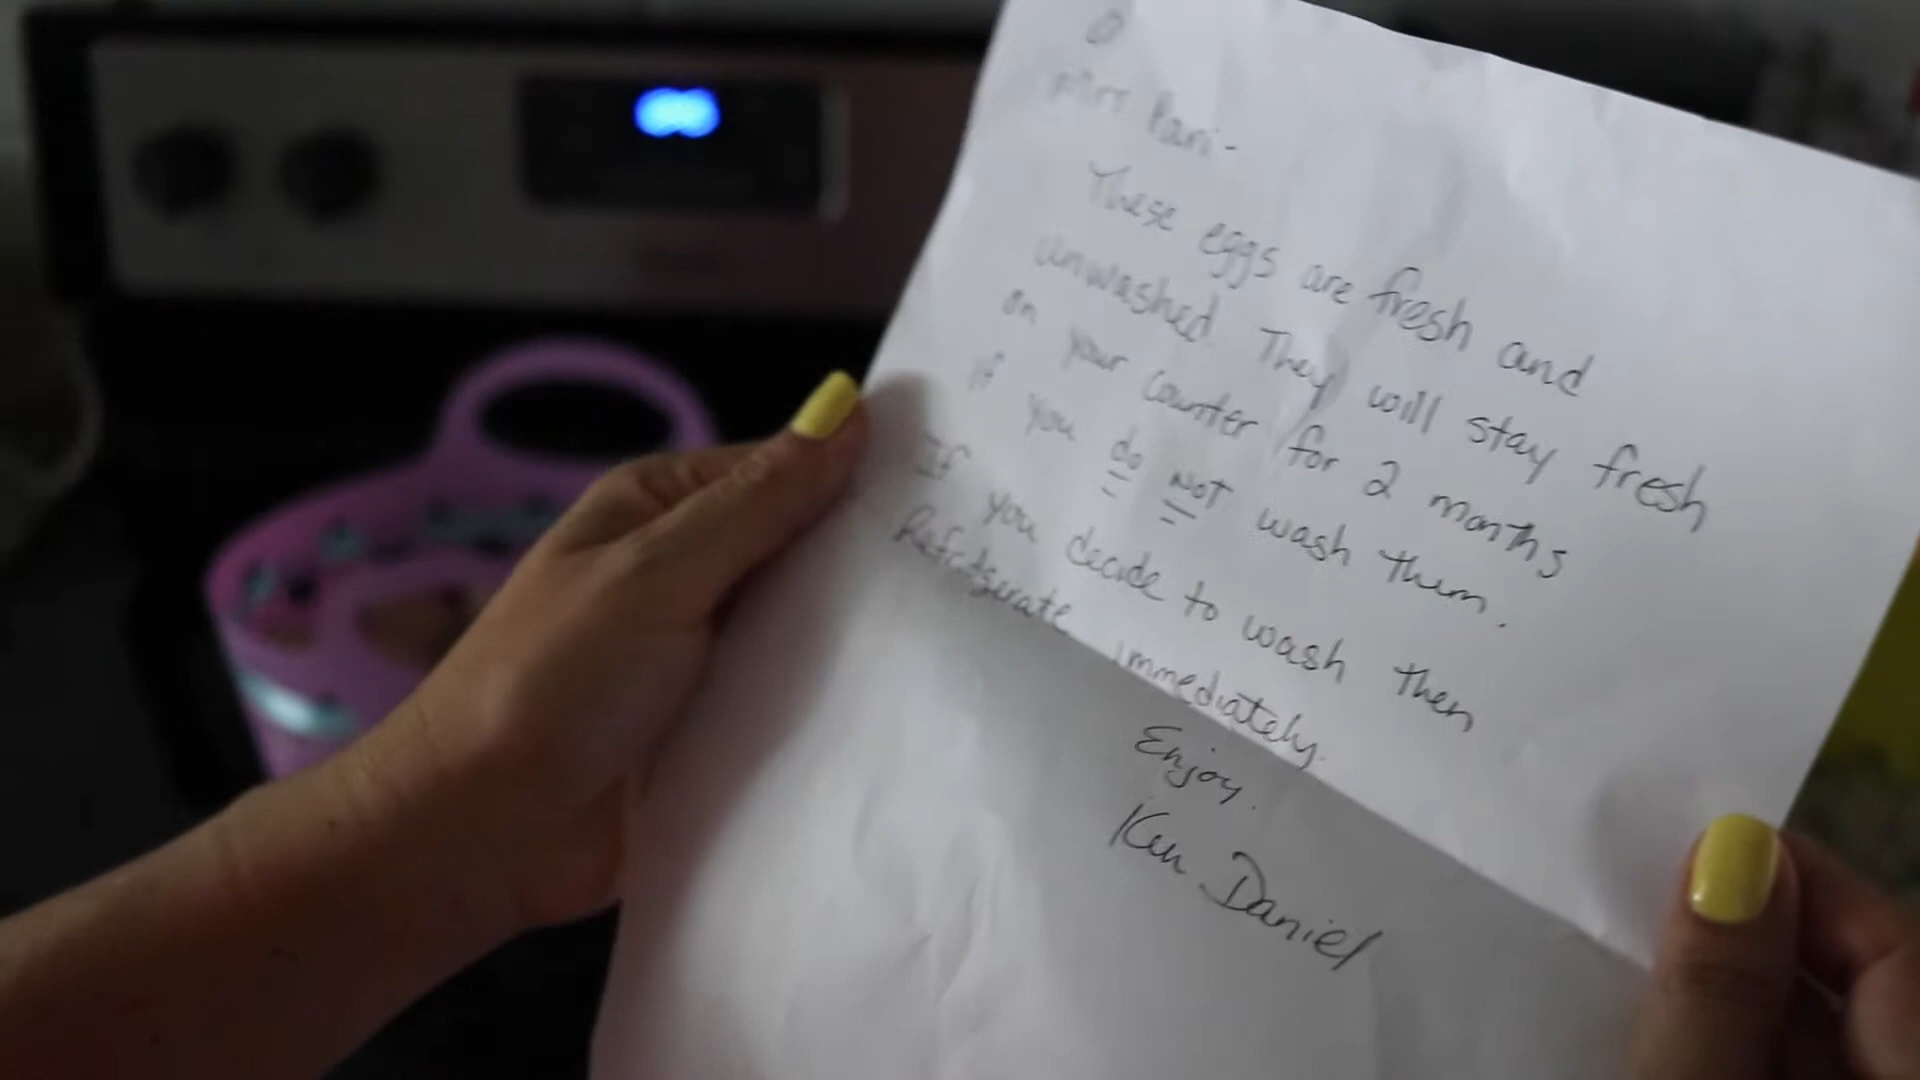 These eggs are fresh and
unwashed. They will stay fresh
on your counter for 2 months
if you do NOT wash them.
If you decide to wash then
Refrigerate immediately.
Enjoy.
Ken Daniel